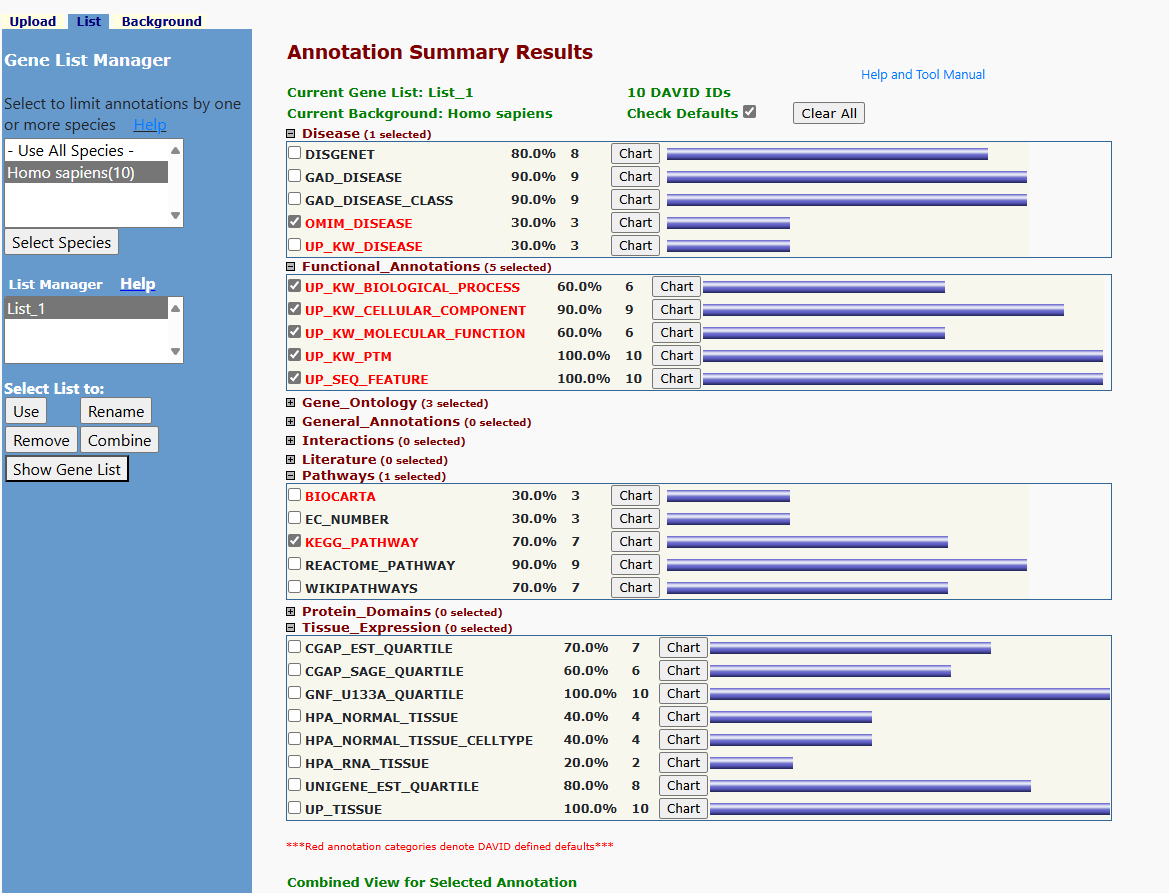 Upload List Background
Gene List Manager
Select to limit annotations by one
or more species Help
- Use All Species -
Homo sapiens(10)
Select Species
List Manager Help
List_1
Select List to:
Use Rename
Remove Combine
Show Gene List
Annotation Summary Results
Help and Tool Manual
Current Gene List: List_1 10 DAVID IDs
Current Background: Homo sapiens Check Defaults Clear All
Disease (1 selected)
DISGENET 80.0% 8 Chart
GAD_DISEASE 90.0% 9 Chart
GAD_DISEASE_CLASS 90.0% 9 Chart
OMIM_DISEASE 30.0% 3 Chart
UP_KW_DISEASE 30.0% 3 Chart
Functional_Annotations (5 selected)
UP_KW_BIOLOGICAL_PROCESS 60.0% 6 Chart
UP_KW_CELLULAR_COMPONENT 90.0% 9 Chart
UP_KW_MOLECULAR_FUNCTION 60.0% 6 Chart
UP_KW_PTM 100.0% 10 Chart
UP_SEQ_FEATURE 100.0% 10 Chart
Gene_Ontology (3 selected)
General_Annotations (0 selected)
Interactions (0 selected)
Literature (0 selected)
Pathways (1 selected)
BIOCARTA 30.0% 3 Chart
EC_NUMBER 30.0% 3 Chart
KEGG_PATHWAY 70.0% 7 Chart
REACTOME_PATHWAY 90.0% 9 Chart
WIKIPATHWAYS 70.0% 7 Chart
Protein_Domains (0 selected)
Tissue_Expression (0 selected)
CGAP_EST_QUARTILE 70.0% 7 Chart
CGAP_SAGE_QUARTILE 60.0% 6 Chart
GNF_U133A_QUARTILE 100.0% 10 Chart
HPA_NORMAL_TISSUE 40.0% 4 Chart
HPA_NORMAL_TISSUE_CELLTYPE 40.0% 4 Chart
HPA_RNA_TISSUE 20.0% 2 Chart
UNIGENE_EST_QUARTILE 80.0% 8 Chart
UP_TISSUE 100.0% 10 Chart
***Red annotation categories denote DAVID defined defaults***
Combined View for Selected Annotation